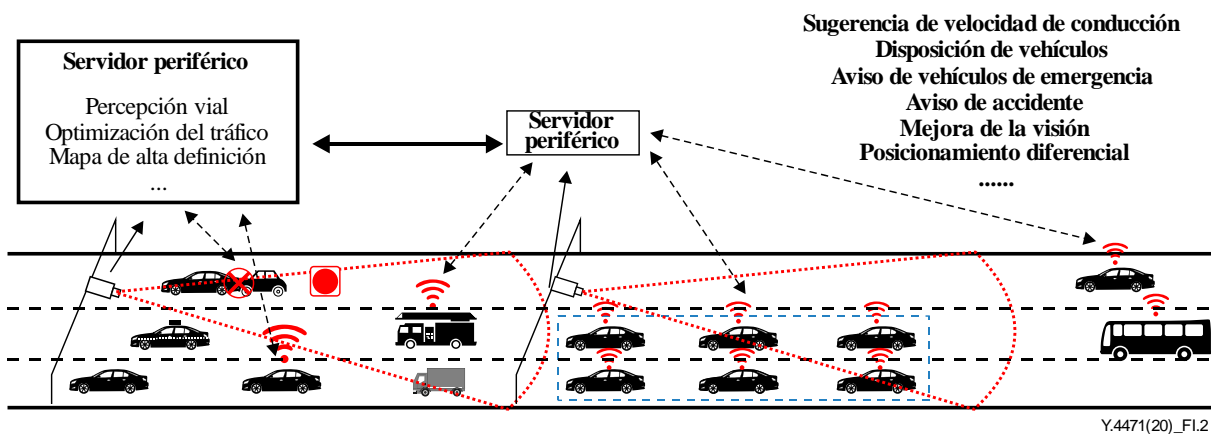 Servidor periférico
Percepción vial
Optimización del tráfico
Mapa de alta definición
...
Servidor
periférico
Sugerencia de velocidad de conducción
Disposición de vehículos
Aviso de vehículos de emergencia
Aviso de accidente
Mejora de la visión
Posicionamiento diferencial
......
Y.4471(20)_FI.2